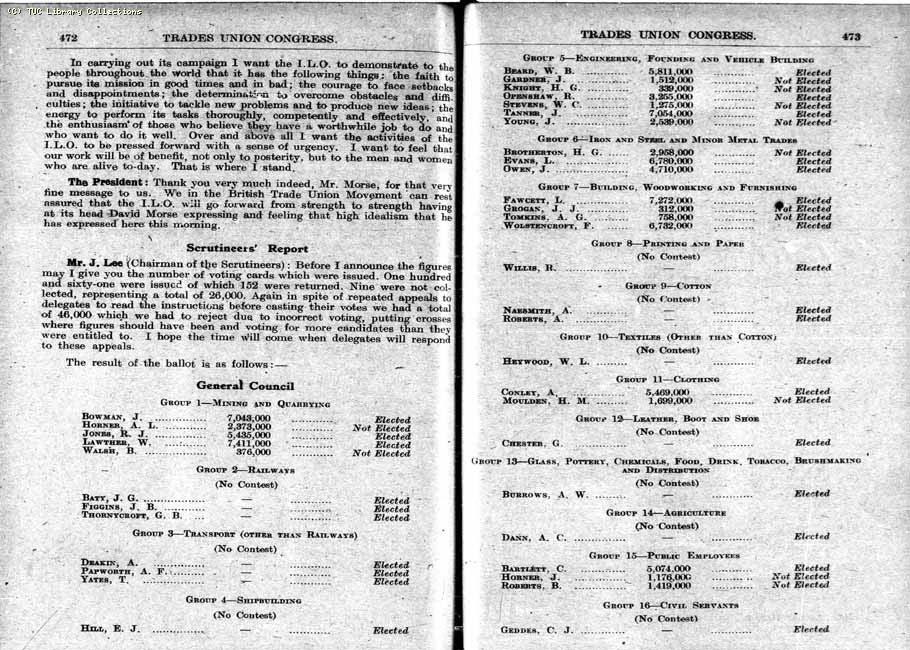 (C) TUC Library Collections
472 TRADES UNION CONGRESS.
In carrying out its campaign I want the I.L.O. to demonstrate to the
people throughout the world that it has the following things: the faith to
pursue its mission in good times and in bad; the courage to face setbacks
and disappointments; the determination to overcome obstacles and diffi-
culties; the initiative to tackle new problems and to produce new ideas; the
energy to perform its tasks thoroughly, competently and effectively, and
the enthusiasm of those who believe they have a worthwhile job to do and
who want to do it well. Over and above all I want the activities of the
I.L.O. to be pressed forward with a sense of urgency. I want to feel that
our work will be of benefit, not only to posterity, but to the men and women
who are alive to-day. That is where I stand.
The President: Thank you very much indeed, Mr. Morse, for that very
fine message to us. We in the British Trade Union Movement can rest
assured that the I.L.O. will go forward from strength to strength having
at its head David Morse expressing and feeling that high idealism that he
has expressed here this morning.
Scrutineers' Report
Mr. J. Lee (Chairman of the Scrutineers): Before I announce the figures
may I give you the number of voting cards which were issued. One hundred
and sixty-one were issued of which 152 were returned. Nine were not col-
lected, representing a total of 26,000. Again in spite of repeated appeals to
delegates to read the instructions before casting their votes we had a total
of 46,000 which we had to reject due to incorrect voting, putting crosses
where figures should have been and voting for more candidates than they
were entitled to. I hope the time will come when delegates will respond
to these appeals.
The result of the ballot is as follows:—
General Council
GROUP 1—MINING AND QUARRYING
BOWMAN, J. ............ 7,043,000 .......... Elected
HORNER, A. L. ............ 2,373,000 .......... Not Elected
JONES, R. J. ............ 5,435,000 .......... Elected
LAWTHER, W. ............ 7,411,000 .......... Elected
WALSH, B. ............ 376,000 .......... Not Elected
GROUP 2—RAILWAYS
(No Contest)
BATY, J. G. ............ — .......... Elected
FIGGINS, J. B. ............ — .......... Elected
THORNYCROFT, G. B. ... — .......... Elected
GROUP 3—TRANSPORT (OTHER THAN RAILWAYS)
(No Contest)
DEAKIN, A. ............ — .......... Elected
PAPWORTH, A. F. ......... — .......... Elected
YATES, T. ............ — .......... Elected
GROUP 4—SHIPBUILDING
(No Contest)
HILL, E. J. ............ — .......... Elected
TRADES UNION CONGRESS. 473
GROUP 5—ENGINEERING, FOUNDING AND VEHICLE BUILDING
BEARD, W. B. .......... 5,811,000 .......... Elected
GARDNER, J. .......... 1,512,000 .......... Not Elected
KNIGHT, H. G. .......... 339,000 .......... Not Elected
OPENSHAW, R. .......... 3,255,000 .......... Elected
STEVENS, W. C. .......... 1,275,000 .......... Not Elected
TANNER, J. .......... 7,054,000 .......... Elected
YOUNG, J. .......... 2,539,000 .......... Not Elected
GROUP 6—IRON AND STEEL AND MINOR METAL TRADES
BROTHERTON, H. G. ...... 2,958,000 .......... Not Elected
EVANS, L. .......... 6,780,000 .......... Elected
OWEN, J. .......... 4,710,000 .......... Elected
GROUP 7—BUILDING, WOODWORKING AND FURNISHING
FAWCETT, L. .......... 7,272,000 .......... Elected
GROGAN, J. J. .......... 312,000 .......... Not Elected
TOMKINS, A. G. .......... 758,000 .......... Not Elected
WOLSTENCROFT, F. .......... 6,732,000 .......... Elected
GROUP 8—PRINTING AND PAPER
(No Contest)
WILLIS, R. .......... — .......... Elected
GROUP 9—COTTON
(No Contest)
NAESMITH, A. .......... — .......... Elected
ROBERTS, A. .......... — .......... Elected
GROUP 10—TEXTILES (OTHER THAN COTTON)
(No Contest)
HEYWOOD, W. L. ........ — .......... Elected
GROUP 11—CLOTHING
CONLEY, A. .......... 5,469,000 .......... Elected
MOULDEN, H. M. ........ 1,699,000 .......... Not Elected
GROUP 12—LEATHER, BOOT AND SHOE
(No Contest)
CHESTER, G. .......... — .......... Elected
GROUP 13—GLASS, POTTERY, CHEMICALS, FOOD, DRINK, TOBACCO, BRUSHMAKING
AND DISTRIBUTION
(No Contest)
BURROWS, A. W. ........ — .......... Elected
GROUP 14—AGRICULTURE
(No Contest)
DANN, A. C. .......... — .......... Elected
GROUP 15—PUBLIC EMPLOYEES
BARTLETT, C. .......... 5,074,000 .......... Elected
HORNER, J. .......... 1,176,000 .......... Not Elected
ROBERTS, B. .......... 1,419,000 .......... Not Elected
GROUP 16—CIVIL SERVANTS
(No Contest)
GEDDES, C. J. .......... — .......... Elected